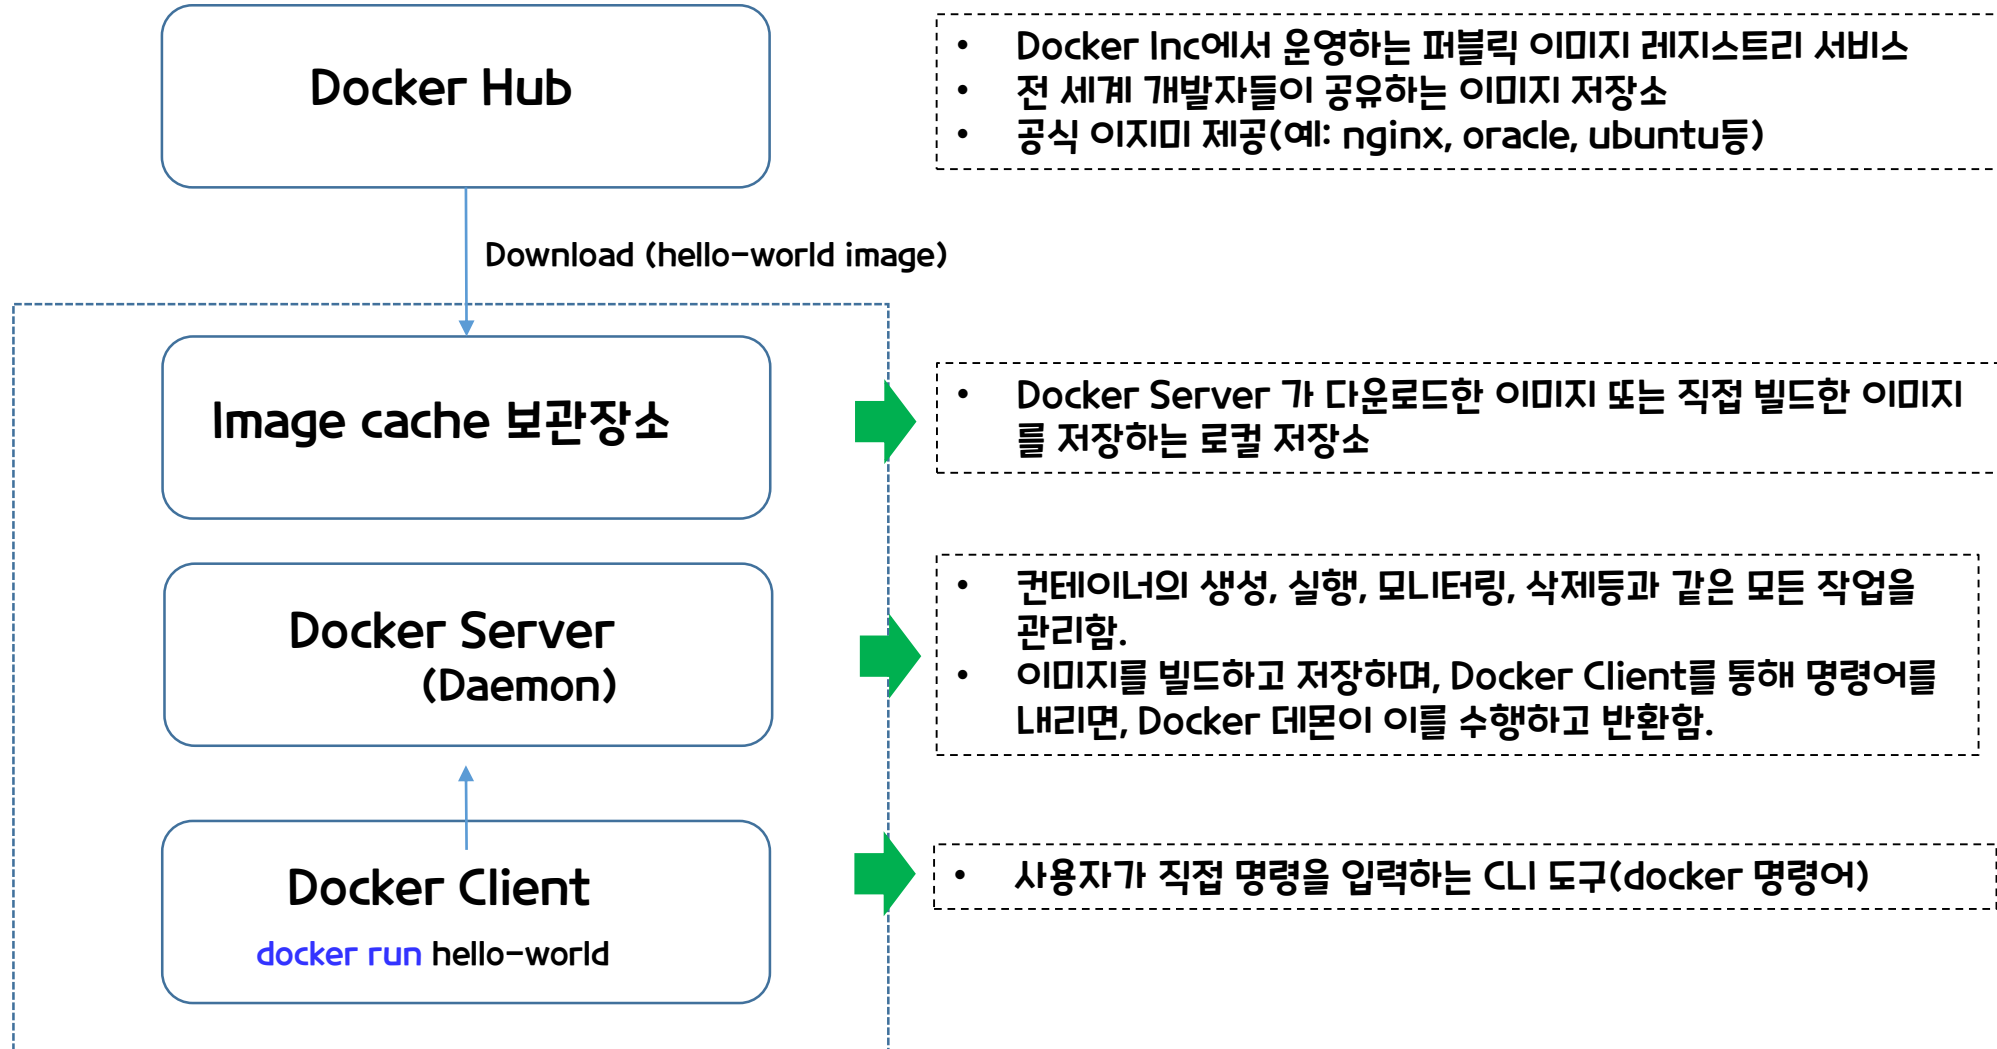 Docker Hub
• Docker Inc에서 운영하는 퍼블릭 이미지 레지스트리 서비스
• 전 세계 개발자들이 공유하는 이미지 저장소
• 공식 이지미 제공(예: nginx, oracle, ubuntu등)
Download (hello-world image)
Image cache 보관장소
• Docker Server 가 다운로드한 이미지 또는 직접 빌드한 이미지
를 저장하는 로컬 저장소
Docker Server
(Daemon)
• 컨테이너의 생성, 실행, 모니터링, 삭제등과 같은 모든 작업을
관리함.
• 이미지를 빌드하고 저장하며, Docker Client를 통해 명령어를
내리면, Docker 데몬이 이를 수행하고 반환함.
Docker Client
docker run hello-world
• 사용자가 직접 명령을 입력하는 CLI 도구(docker 명령어)